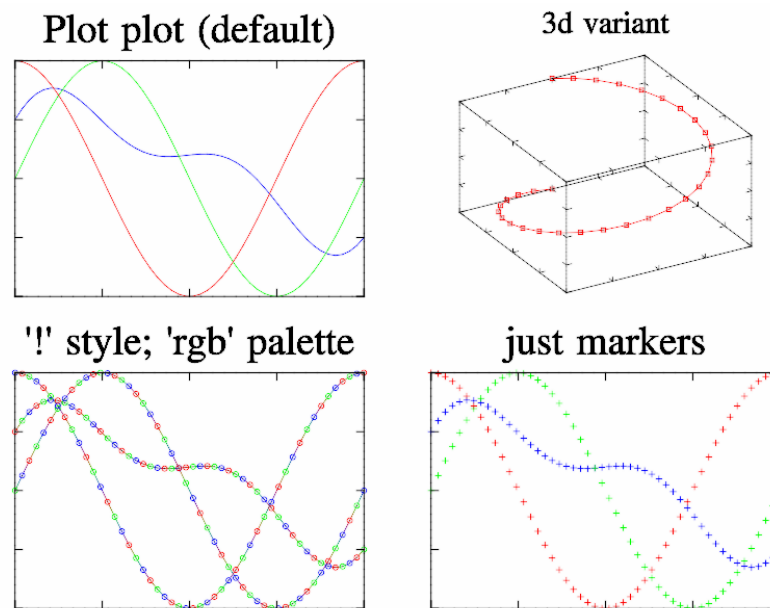 Plot plot (default)
3d variant
'!' style; 'rgb' palette
just markers